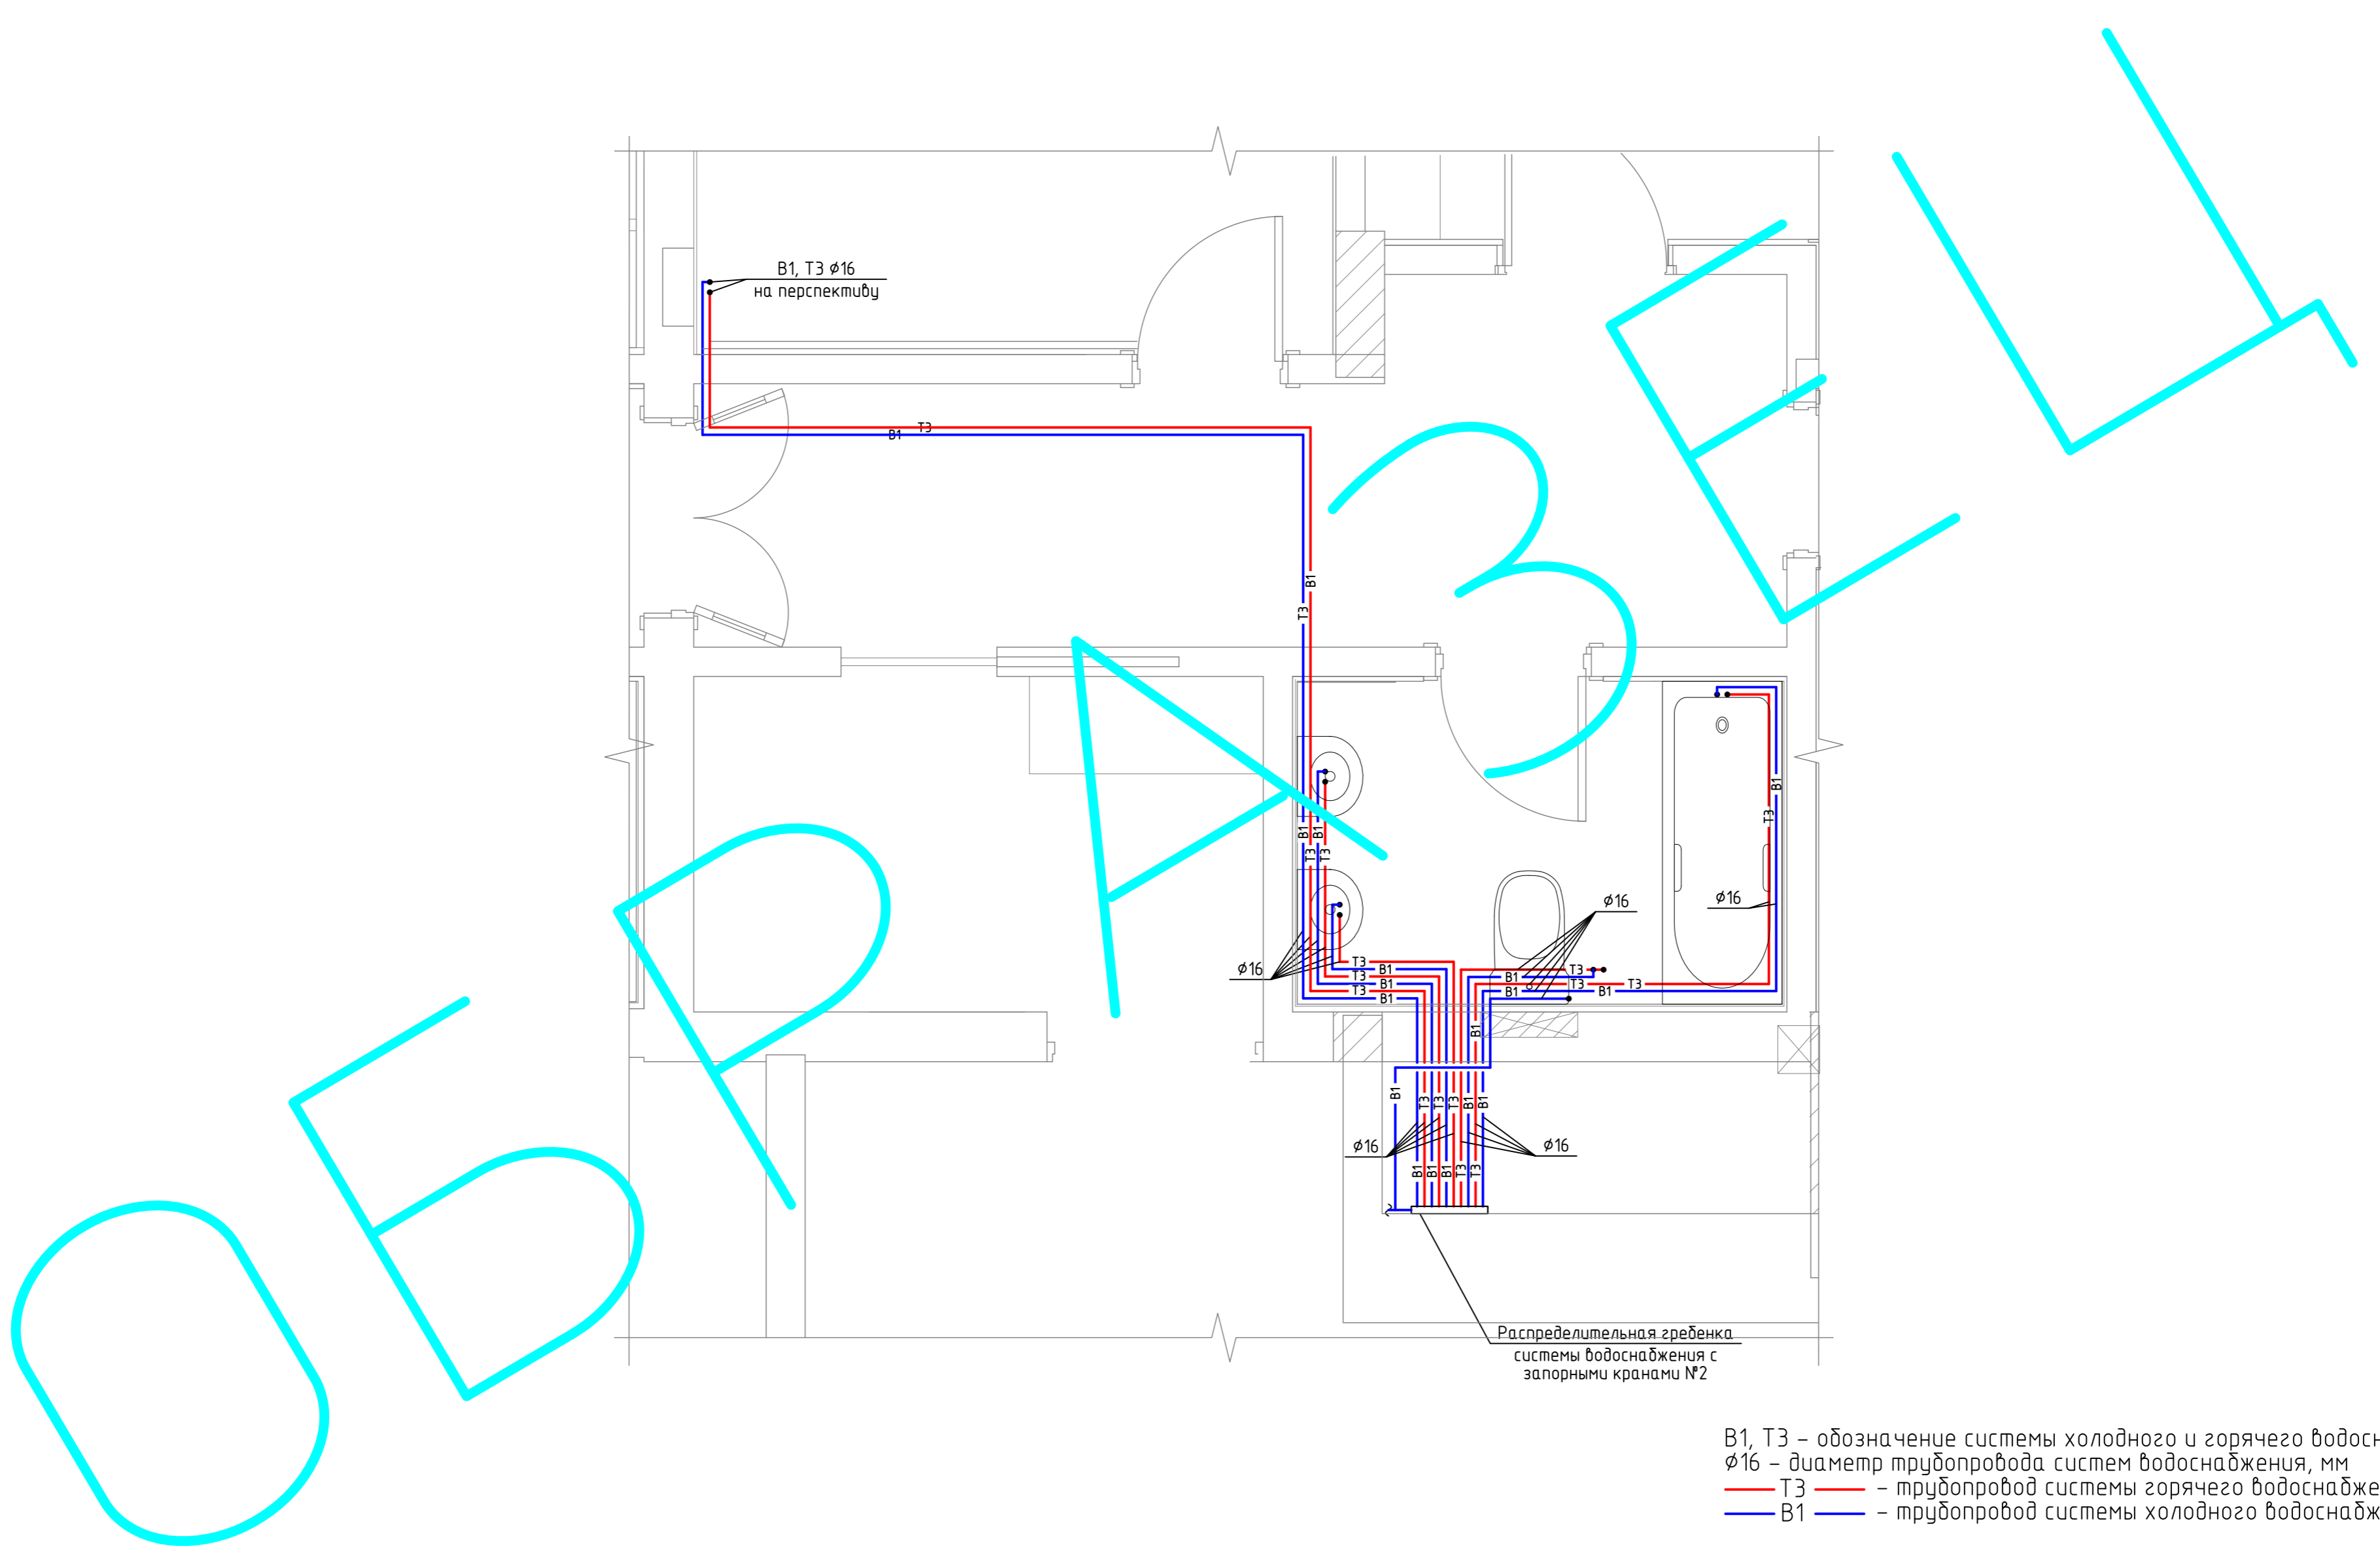 ОБРАЗЕЦ
В1, Т3 ⌀16
на перспективу
Т3
В1
В1
Т3
В1
Т3
В1
В1
В1
Т3
Т3
Т3
⌀16
⌀16
⌀16
Т3
В1
Т3
В1
Т3
В1
Т3
В1
Т3
Т3
В1
В1
В1
В1
Т3
Т3
Т3
В1
В1
⌀16
⌀16
В1
В1
В1
Т3
Т3
Распределительная гребенка
системы водоснабжения с
запорными кранами №2
В1, Т3 – обозначение системы холодного и горячего водосн
⌀16 – диаметр трубопровода систем водоснабжения, мм
Т3 – трубопровод системы горячего водоснабже
В1 – трубопровод системы холодного водоснабж